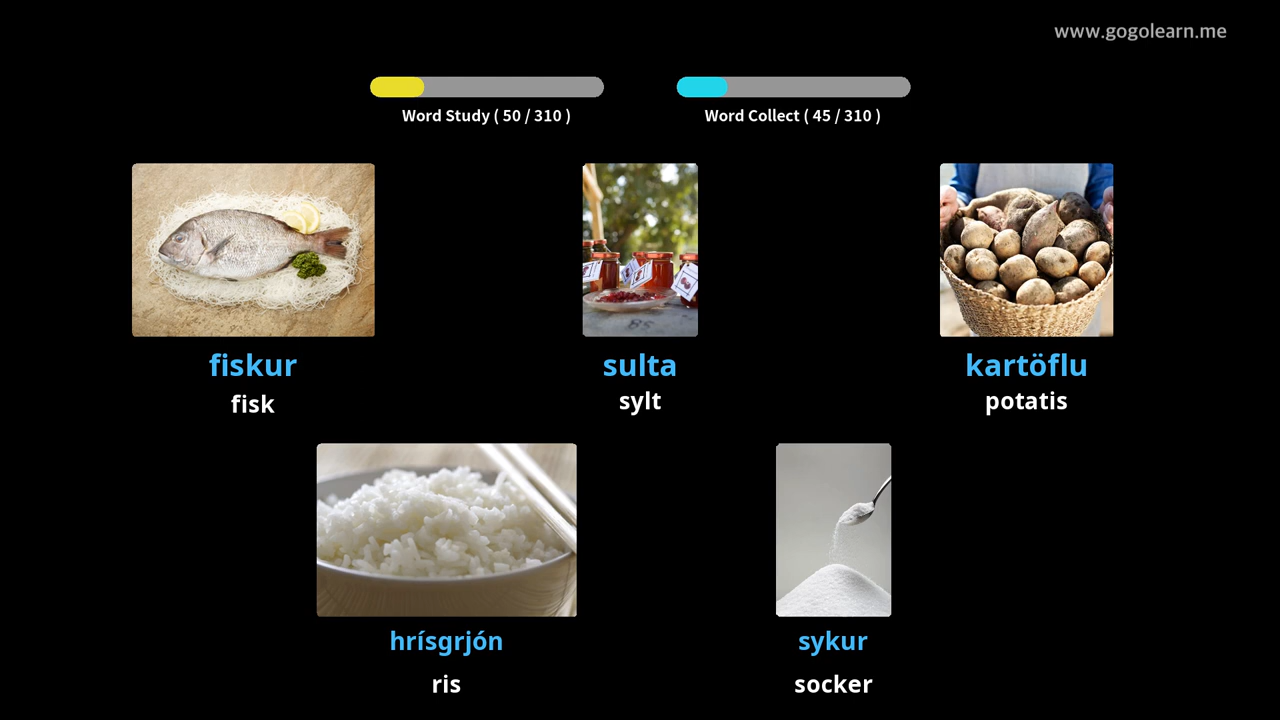 www.gogolearn.me
Word Study ( 50 / 310 )
Word Collect ( 45 / 310 )
fiskur
fisk
sulta
sylt
kartöflu
potatis
hrísgrjón
ris
sykur
socker